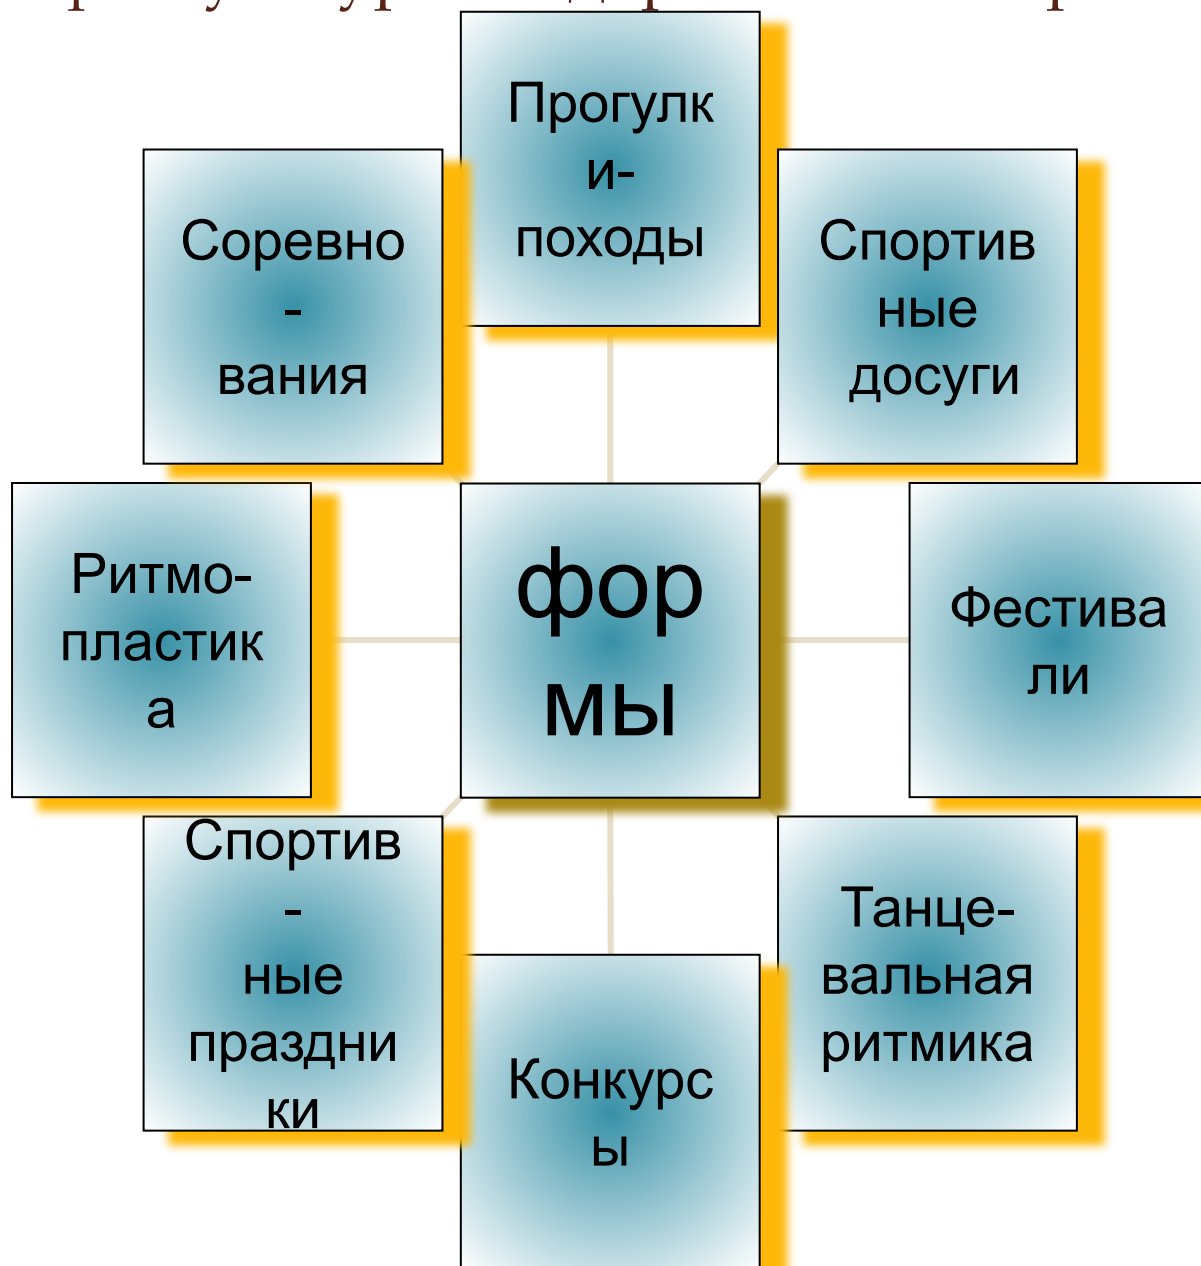 Прогулк
и-
походы
Соревно
-
вания
Спортив
ные
досуги
Ритмо-
пластик
а
фор
мы
Фестива
ли
Спортив
-
ные
праздни
ки
Танце-
вальная
ритмика
Конкурс
ы